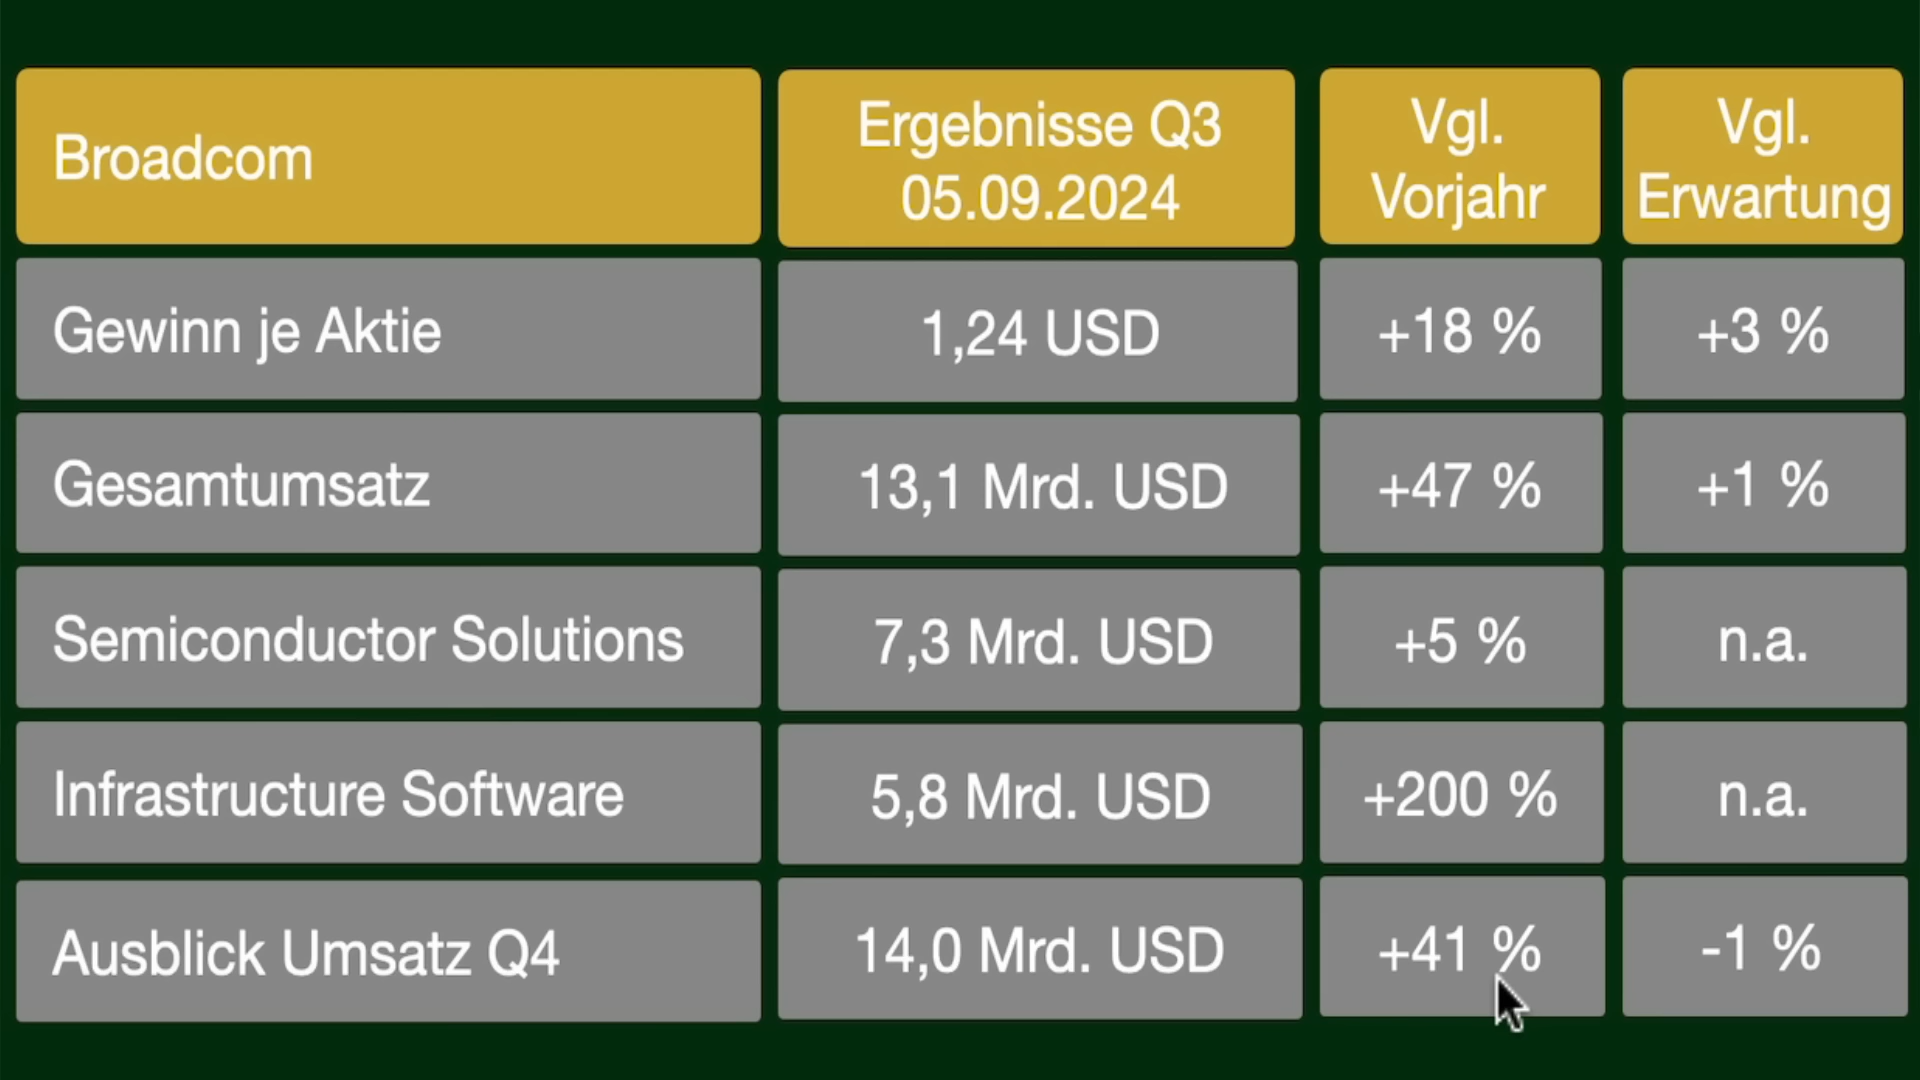 Broadcom
Ergebnisse Q3
05.09.2024
Vgl.
Vorjahr
Vgl.
Erwartung
Gewinn je Aktie
1,24 USD
+18 %
+3 %
Gesamtumsatz
13,1 Mrd. USD
+47 %
+1 %
Semiconductor Solutions
7,3 Mrd. USD
+5 %
n.a.
Infrastructure Software
5,8 Mrd. USD
+200 %
n.a.
Ausblick Umsatz Q4
14,0 Mrd. USD
+41 %
-1 %